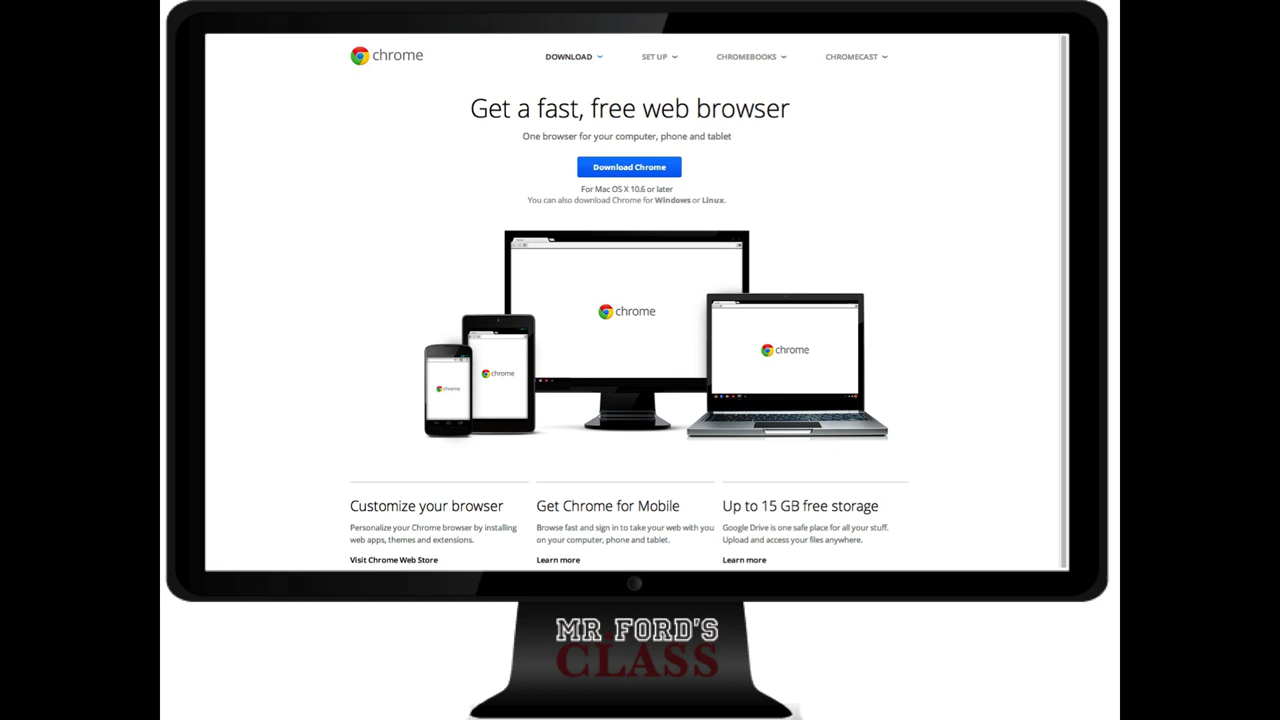 chrome
DOWNLOAD
SET UP
CHROMEBOOKS
CHROMECAST
Get a fast, free web browser
One browser for your computer, phone and tablet
Download Chrome
For Mac OS X 10.6 or later
You can also download Chrome for Windows or Linux.
chrome
chrome
chrome
chrome
Customize your browser
Personalize your Chrome browser by installing
web apps, themes and extensions.
Visit Chrome Web Store
Get Chrome for Mobile
Browse fast and sign in to take your web with you
on your computer, phone and tablet.
Learn more
Up to 15 GB free storage
Google Drive is one safe place for all your stuff.
Upload and access your files anywhere.
Learn more
MR. FORD'S
CLASS